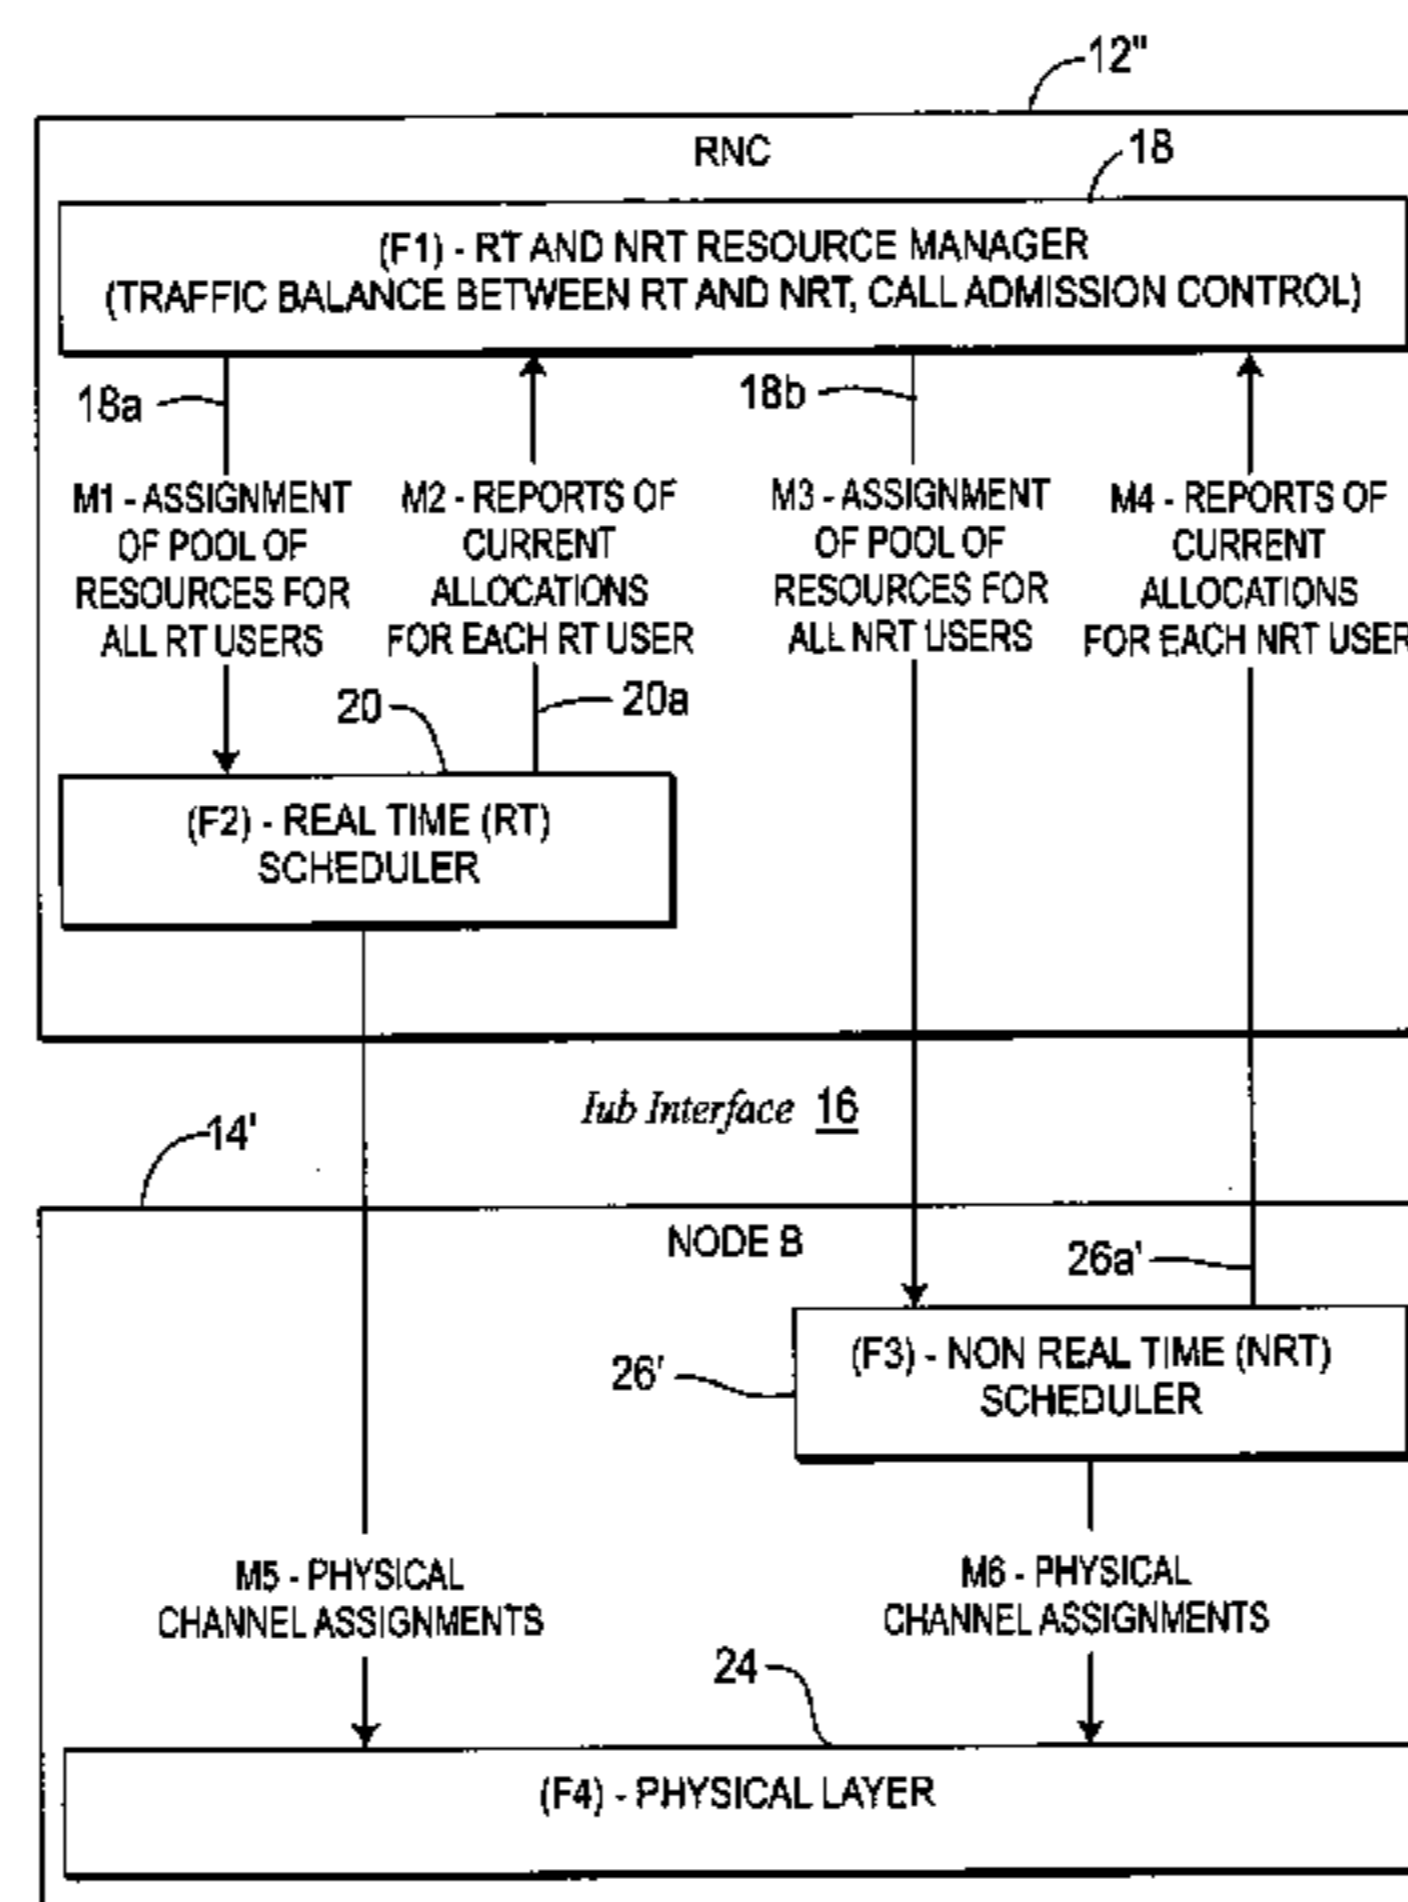 12"
RNC
18
(F1) - RT AND NRT RESOURCE MANAGER
(TRAFFIC BALANCE BETWEEN RT AND NRT, CALL ADMISSION CONTROL)
18a
18b
M1 - ASSIGNMENT
OF POOL OF
RESOURCES FOR
ALL RT USERS
M2 - REPORTS OF
CURRENT
ALLOCATIONS
FOR EACH RT USER
M3 - ASSIGNMENT
OF POOL OF
RESOURCES FOR
ALL NRT USERS
M4 - REPORTS OF
CURRENT
ALLOCATIONS
FOR EACH NRT USER
20
20a
(F2) - REAL TIME (RT)
SCHEDULER
Iub Interface 16
14'
NODE B
26a'
26'
(F3) - NON REAL TIME (NRT)
SCHEDULER
M5 - PHYSICAL
CHANNEL ASSIGNMENTS
M6 - PHYSICAL
CHANNEL ASSIGNMENTS
24
(F4) - PHYSICAL LAYER